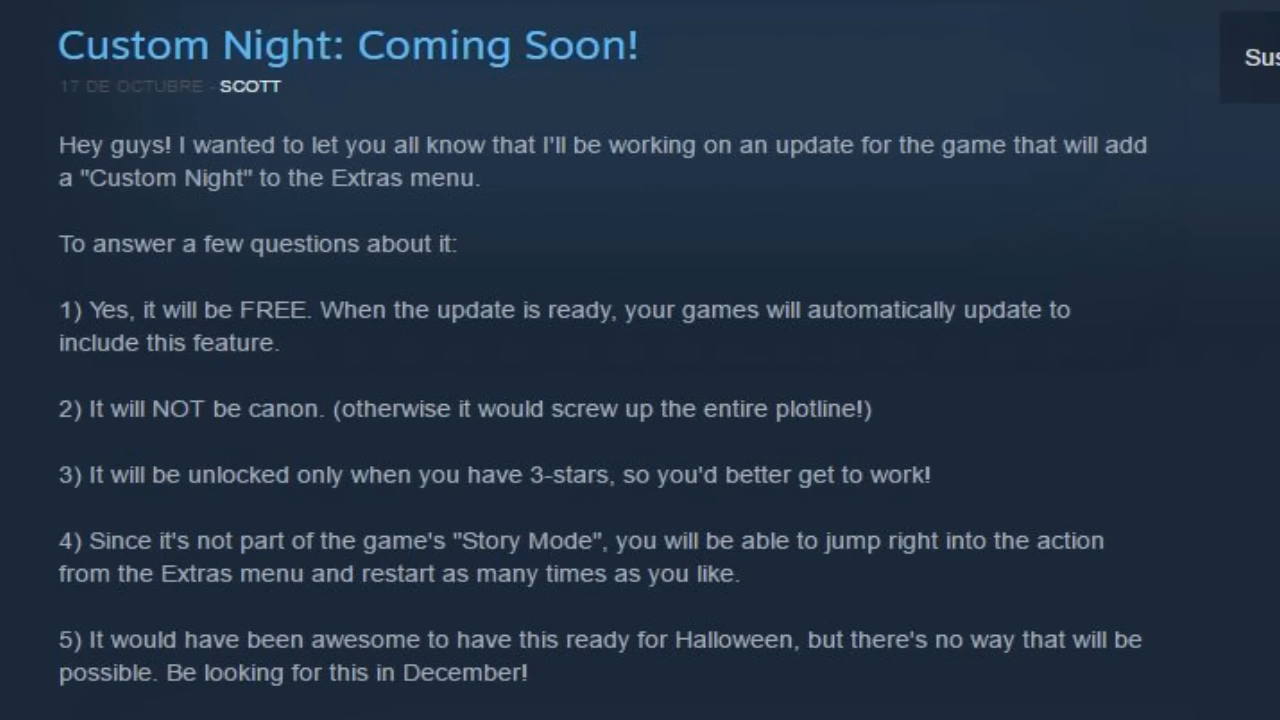 Custom Night: Coming Soon!
17 DE OCTUBRE - SCOTT
Hey guys! I wanted to let you all know that I'll be working on an update for the game that will add
a "Custom Night" to the Extras menu.
To answer a few questions about it:
1) Yes, it will be FREE. When the update is ready, your games will automatically update to
include this feature.
2) It will NOT be canon. (otherwise it would screw up the entire plotline!)
3) It will be unlocked only when you have 3-stars, so you'd better get to work!
4) Since it's not part of the game's "Story Mode", you will be able to jump right into the action
from the Extras menu and restart as many times as you like.
5) It would have been awesome to have this ready for Halloween, but there's no way that will be
possible. Be looking for this in December!
Sus